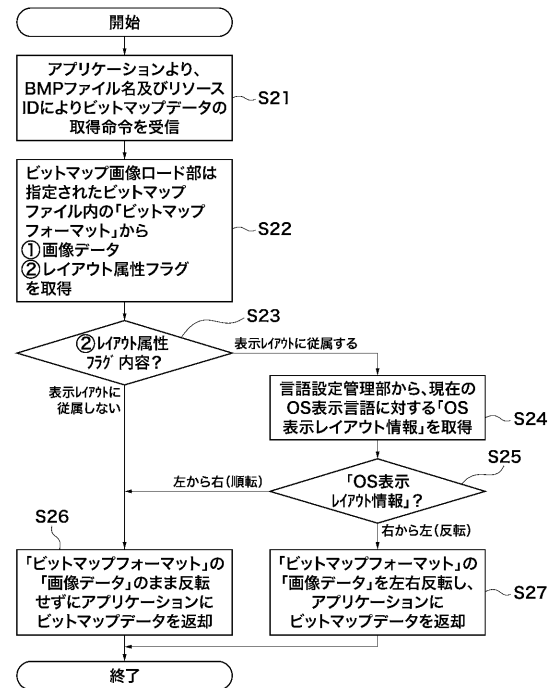 開始
アプリケーションより、
BMPファイル名及びリソース
IDによりビットマップデータの
取得命令を受信
S21
ビットマップ画像ロード部は
指定されたビットマップ
ファイル内の「ビットマップ
フォーマット」から
①画像データ
②レイアウト属性フラグ
を取得
S22
S23
②レイアウト属性
フラグ内容?
表示レイアウトに従属する
表示レイアウトに
従属しない
言語設定管理部から、現在の
OS表示言語に対する「OS
表示レイアウト情報」を取得
S24
S25
「OS表示
レイアウト情報」?
左から右(順転)
右から左(反転)
S26
「ビットマップフォーマット」の
「画像データ」のまま反転
せずにアプリケーションに
ビットマップデータを返却
「ビットマップフォーマット」の
「画像データ」を左右反転し、
アプリケーションに
ビットマップデータを返却
S27
終了